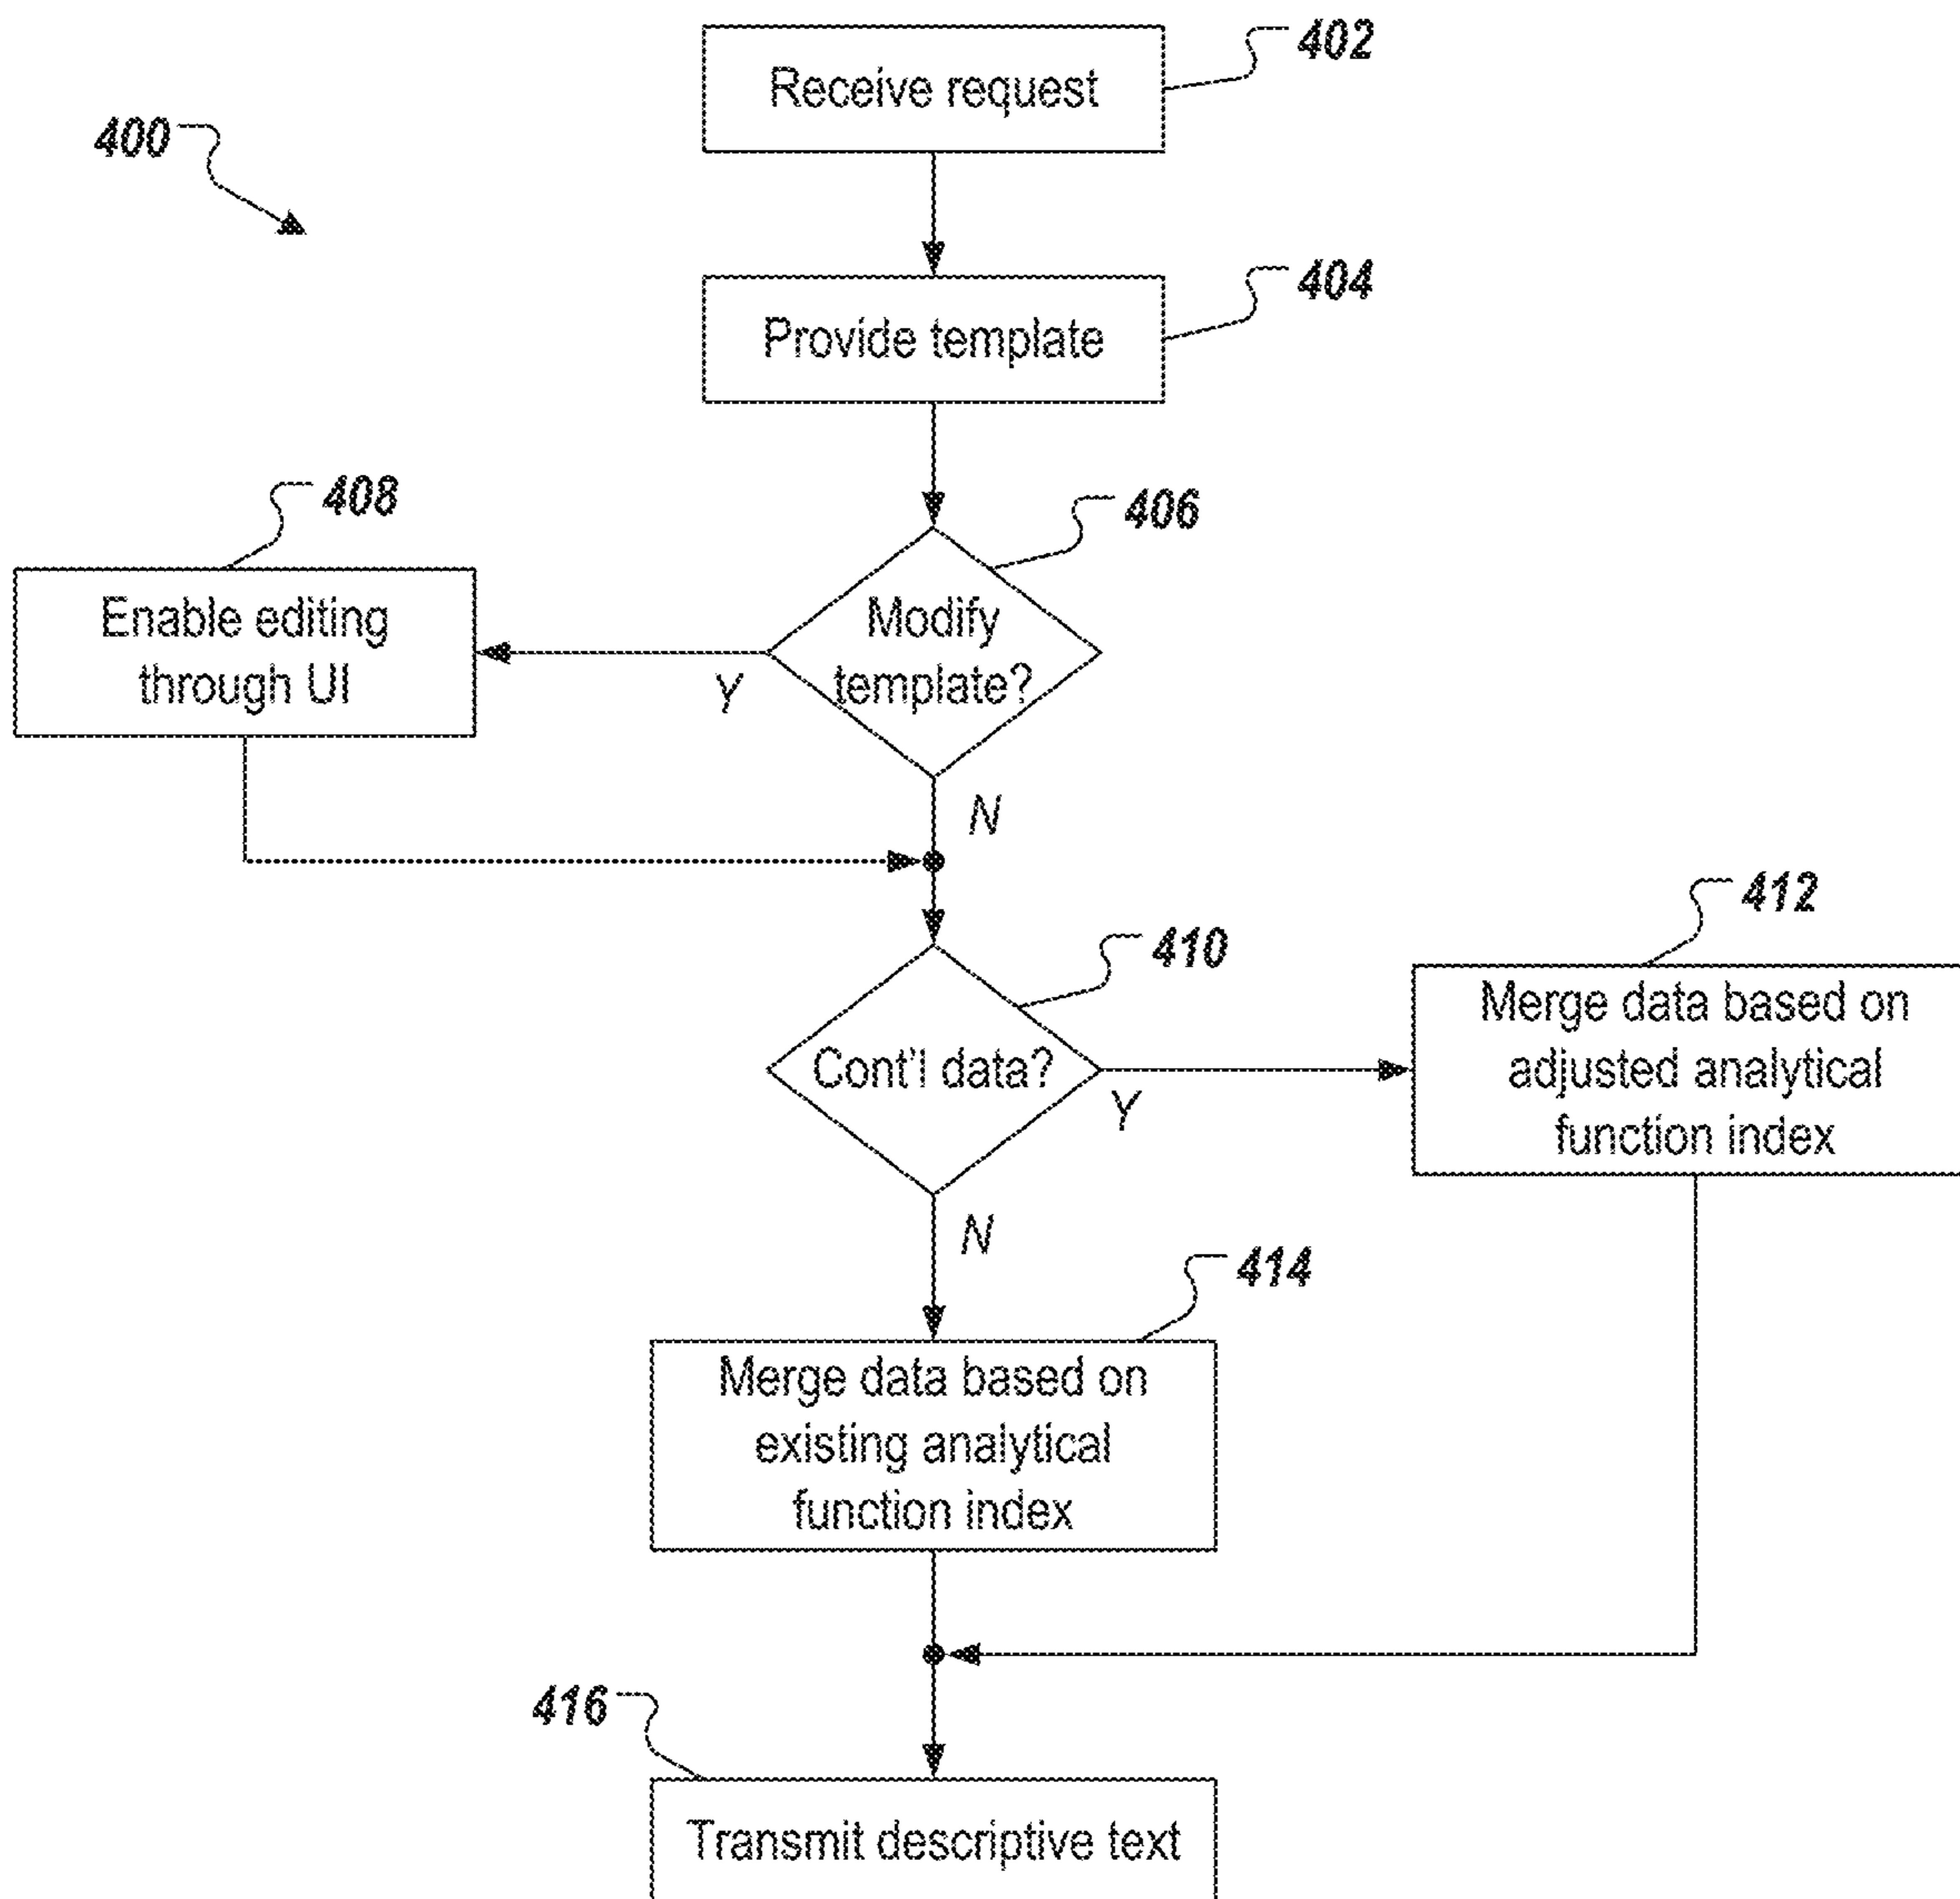 402
Receive request
400
404
Provide template
408
406
Enable editing
through UI
Modify
template?
Y
N
412
410
Merge data based on
adjusted analytical
function index
Cont'l data?
Y
N
414
Merge data based on
existing analytical
function index
416
Transmit descriptive text